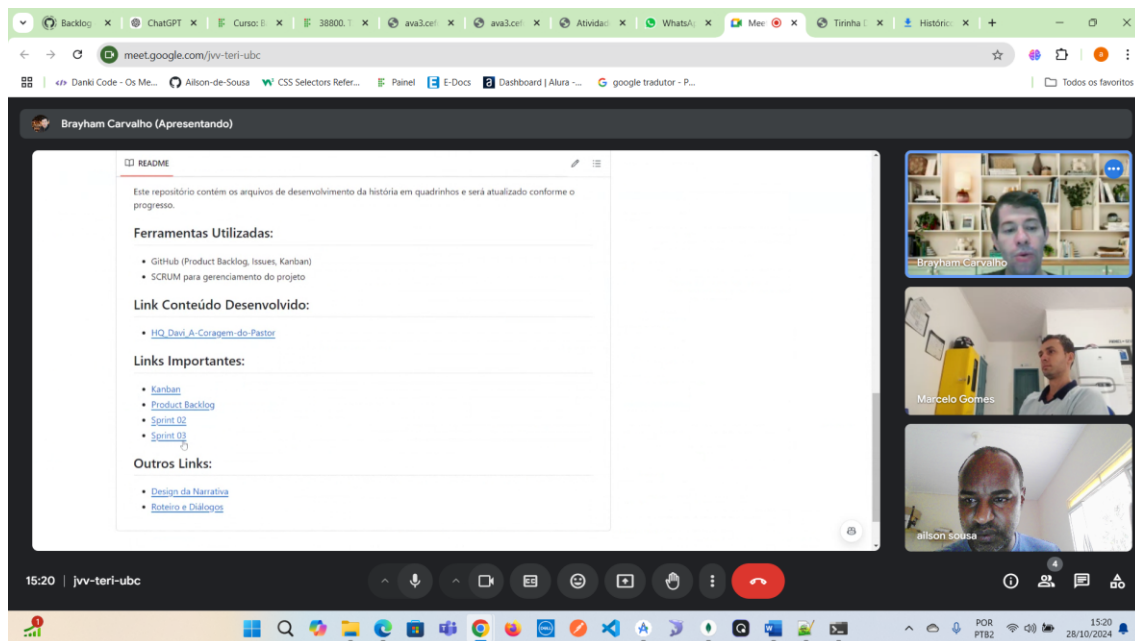 Backlog
ChatGPT
Curso: B
38800. T
ava3.cef
ava3.cef
Atividad
WhatsAp
Mee
Tirinha D
Históric
meet.google.com/jvv-teri-ubc
a
Danki Code - Os Me...
Ailson-de-Sousa
CSS Selectors Refer...
Painel
E-Docs
Dashboard | Alura -...
google tradutor - P...
Todos os favoritos
Brayham Carvalho (Apresentando)
README
Este repositório contém os arquivos de desenvolvimento da história em quadrinhos e será atualizado conforme o
progresso.
Ferramentas Utilizadas:
GitHub (Product Backlog, Issues, Kanban)
SCRUM para gerenciamento do projeto
Link Conteúdo Desenvolvido:
HQ_Davi_A-Coragem-do-Pastor
Links Importantes:
Kanban
Product Backlog
Sprint 02
Sprint 03
Outros Links:
Design da Narrativa
Roteiro e Diálogos
Brayham Carvalho
Marcelo Gomes
ailson sousa
15:20 | jvv-teri-ubc
4
1
POR
PTB2
15:20
28/10/2024